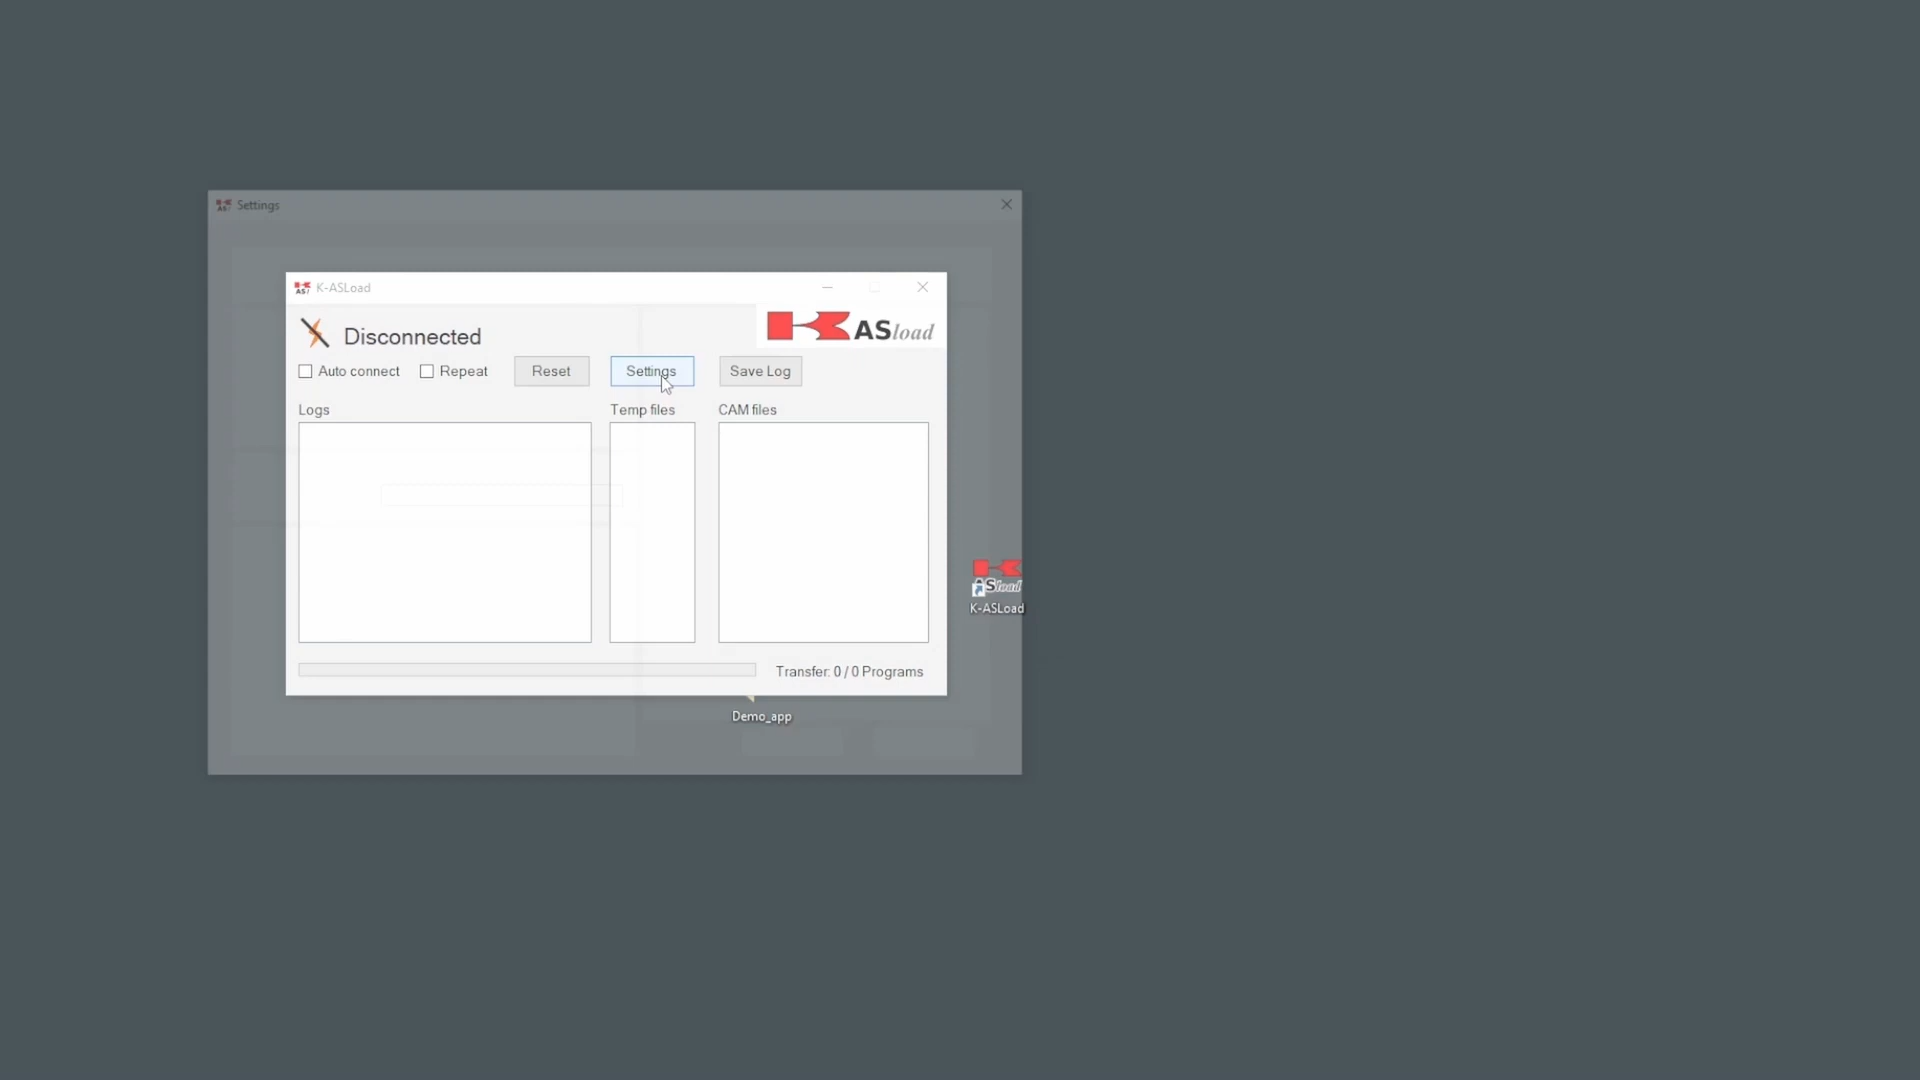 Settings
K-ASLoad
Disconnected
ASload
Auto connect
Repeat
Reset
Settings
Save Log
Logs
Temp files
CAM files
Transfer: 0 / 0 Programs
ASload
K-ASLoad
Demo_app